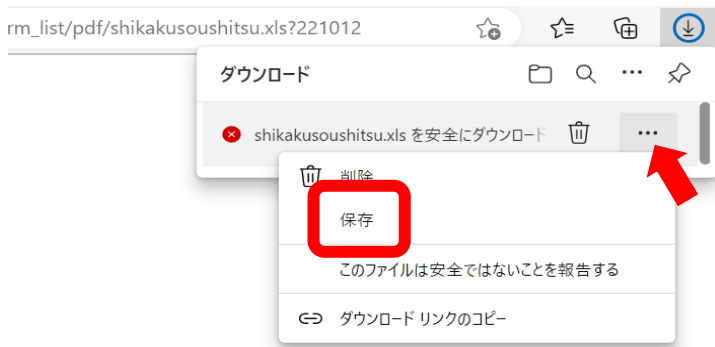 rm_list/pdf/shikakusoushitsu.xls?221012
ダウンロード
shikakusoushitsu.xls を安全にダウンロード
削除
保存
このファイルは安全ではないことを報告する
ダウンロード リンクのコピー